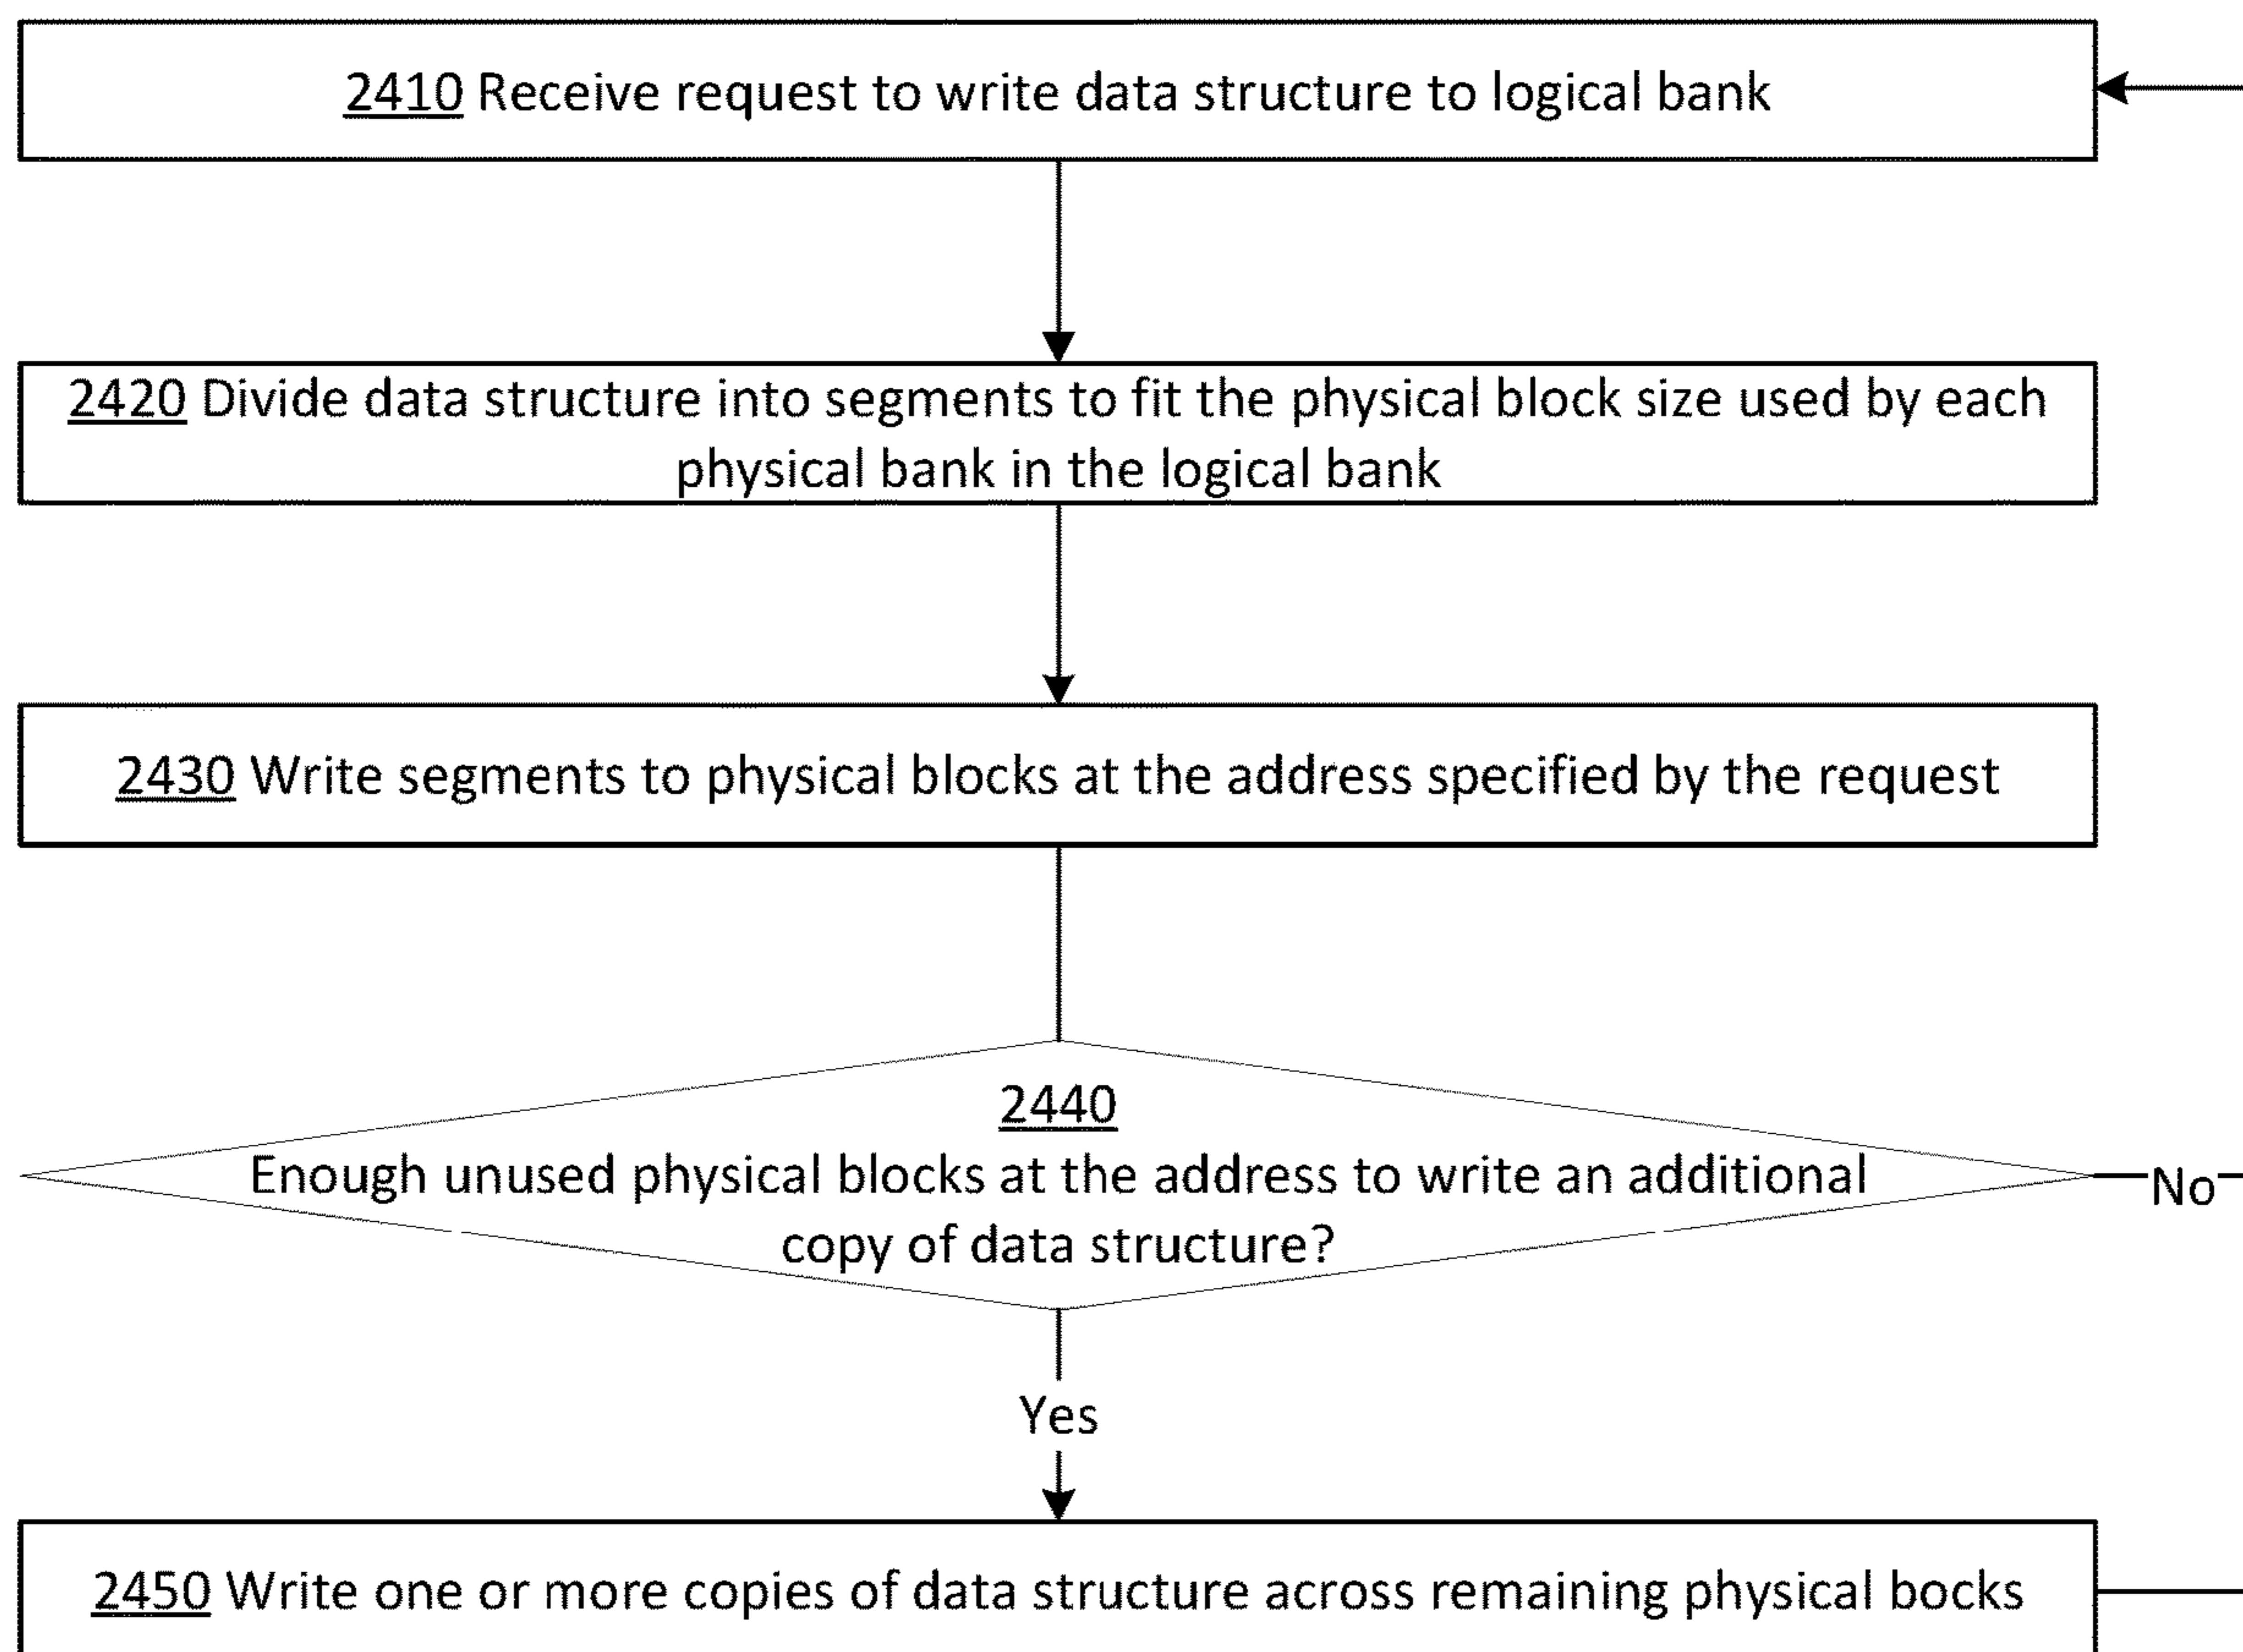 2410 Receive request to write data structure to logical bank
2420 Divide data structure into segments to fit the physical block size used by each
physical bank in the logical bank
2430 Write segments to physical blocks at the address specified by the request
2440
Enough unused physical blocks at the address to write an additional
copy of data structure?
No
Yes
2450 Write one or more copies of data structure across remaining physical bocks